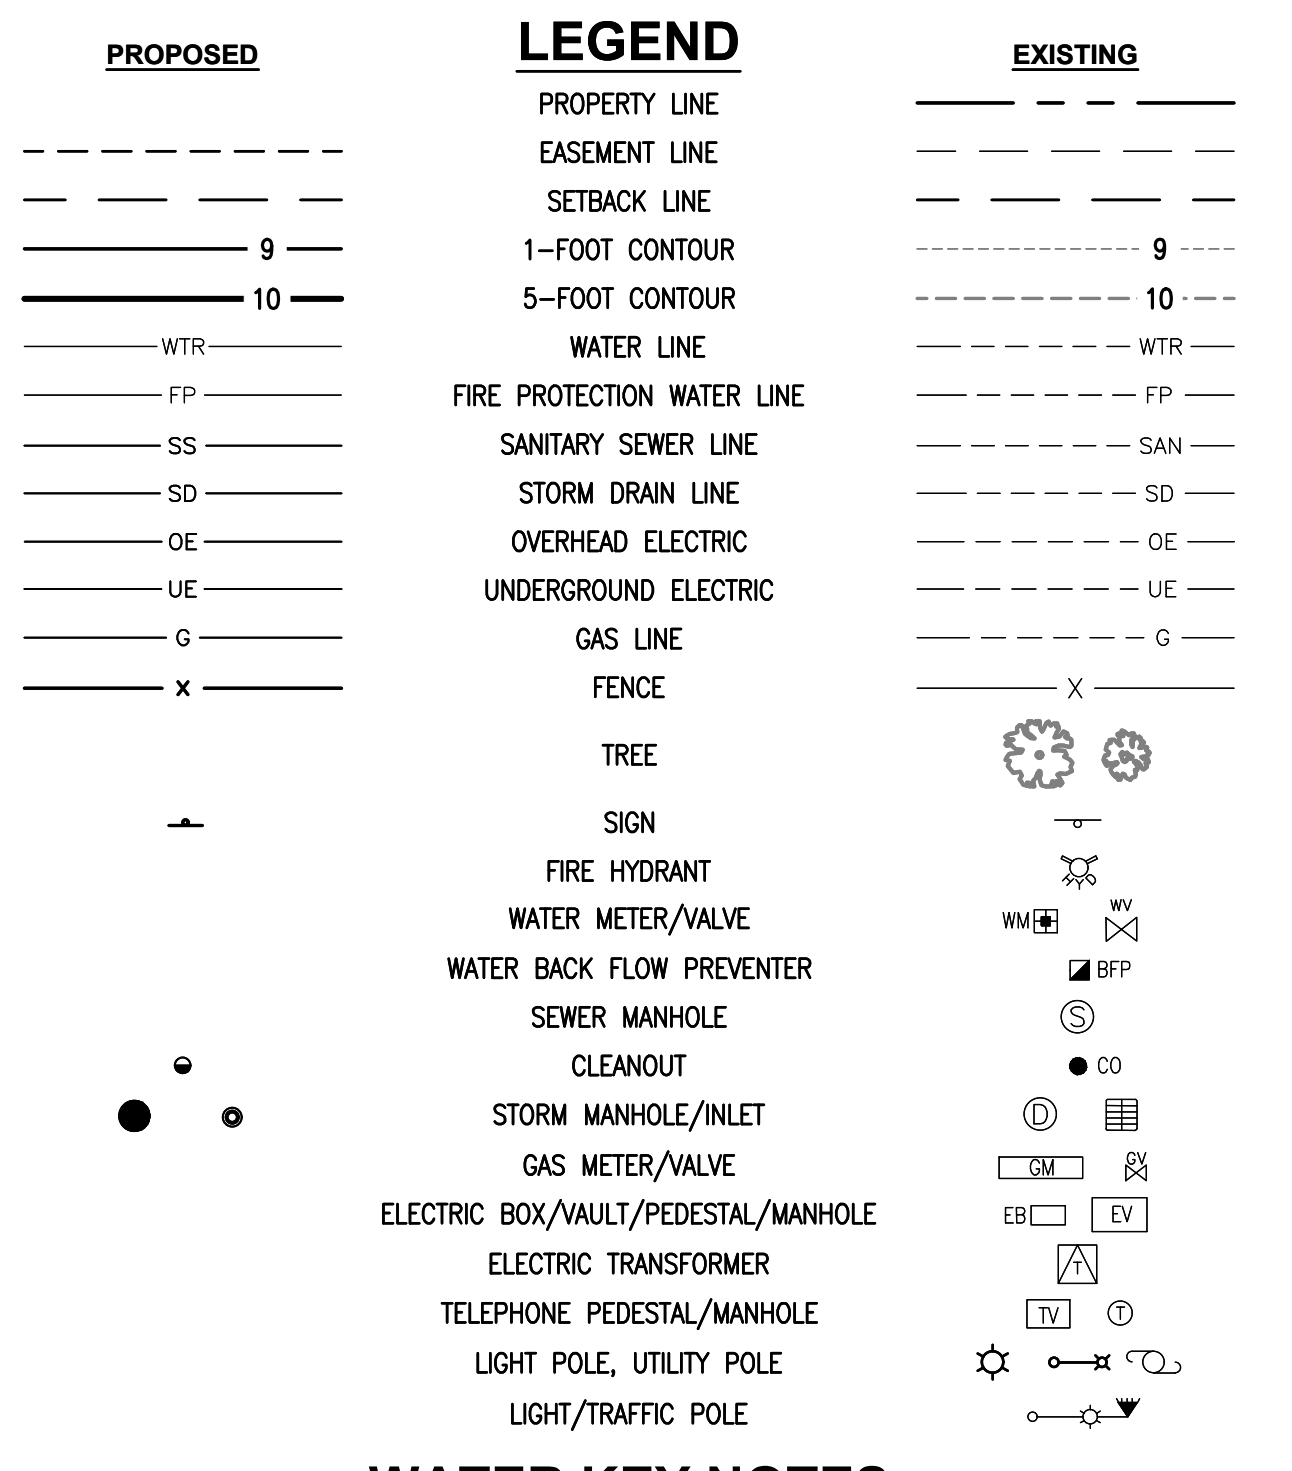 LEGEND
PROPOSED EXISTING
PROPERTY LINE
EASEMENT LINE
SETBACK LINE
9 1-FOOT CONTOUR 9
10 5-FOOT CONTOUR 10
WTR WATER LINE WTR
FP FIRE PROTECTION WATER LINE FP
SS SANITARY SEWER LINE SAN
SD STORM DRAIN LINE SD
OE OVERHEAD ELECTRIC OE
UE UNDERGROUND ELECTRIC UE
G GAS LINE G
X FENCE X
TREE
SIGN
FIRE HYDRANT HYD
WATER METER/VALVE WM WV
WATER BACK FLOW PREVENTER BFP
SEWER MANHOLE S
CLEANOUT CO
STORM MANHOLE/INLET D
GAS METER/VALVE GM GV
ELECTRIC BOX/VAULT/PEDESTAL/MANHOLE EB EV
ELECTRIC TRANSFORMER T
TELEPHONE PEDESTAL/MANHOLE TV T
LIGHT POLE, UTILITY POLE
LIGHT/TRAFFIC POLE
WATER KEY NOTES